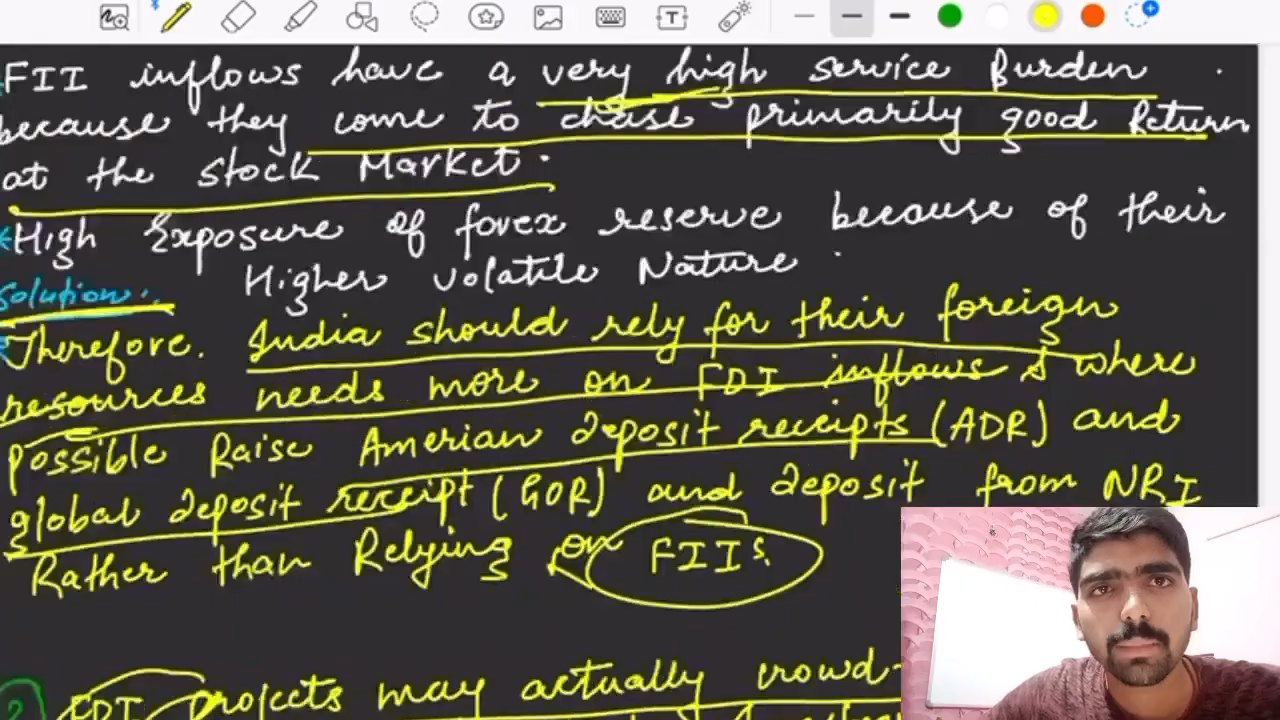 FII inflows have a very high service Burden
because they come to chase primarily good Return
at the stock Market.
High Exposure of forex reserve because of their
Higher volatile Nature.
Solution..
Therefore. India should rely for their foreign
resources needs more on FDI inflows & where
possible Raise Amerian deposit receipts (ADR) and
global deposit receipt (GDR) and deposit from NRI
Rather than Relying on FIIs.
2 FDI projects may actually crowd-